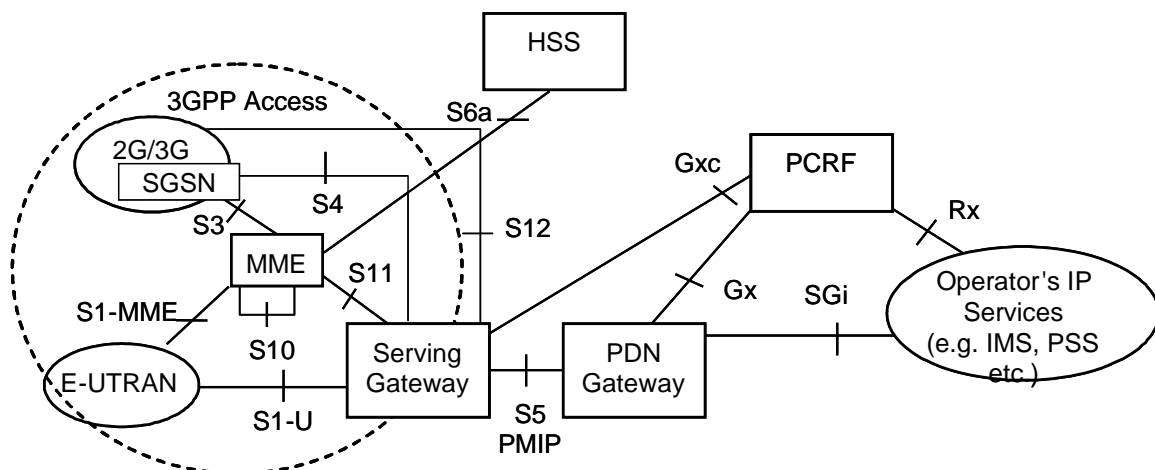 HSS
3GPP Access
S6a
2G/3G
SGSN
Gxc
PCRF
S3
S4
S12
Rx
MME
S11
Gx
SGi
Operator's IP
Services
(e.g. IMS, PSS
etc.)
S1-MME
S10
Serving
Gateway
PDN
Gateway
E-UTRAN
S1-U
S5
PMIP